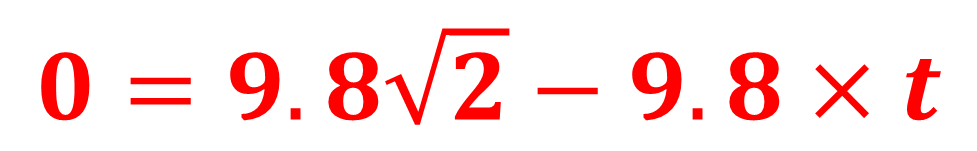 0 = 9.8√2 − 9.8 × t